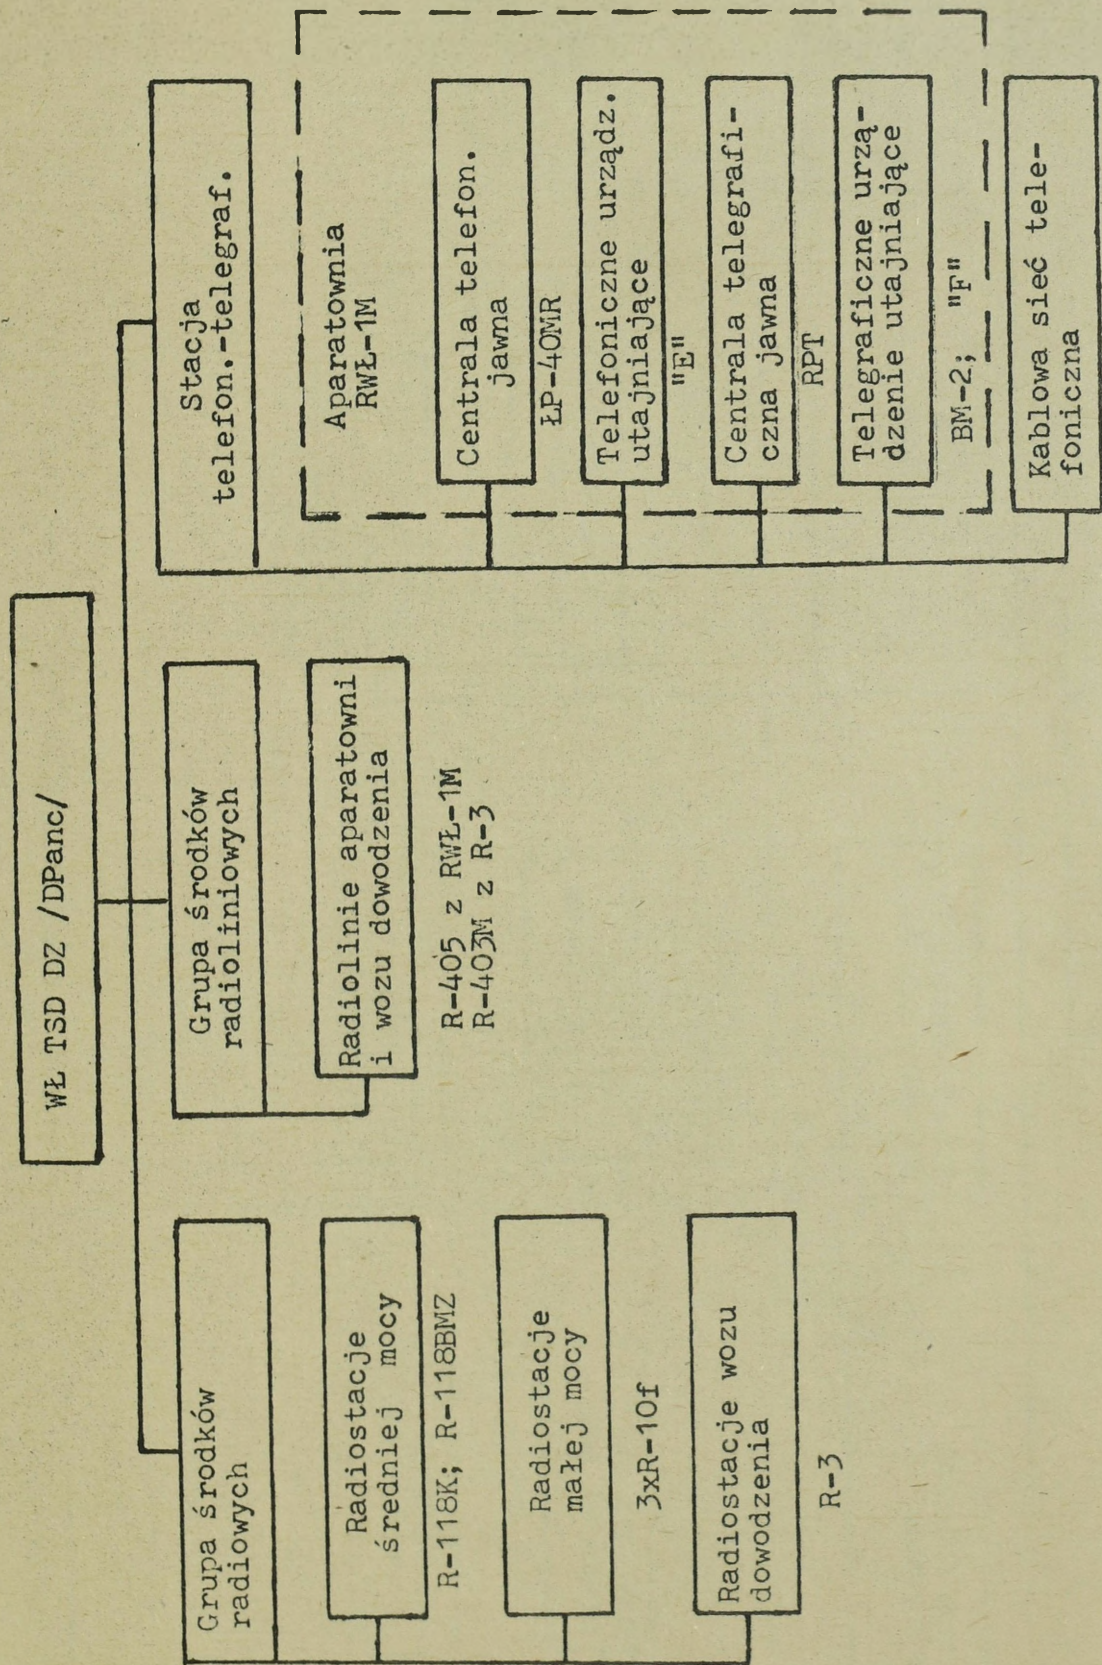 WŁ TSD DZ /DPanc/
Grupa środków
radiowych
Radiostacje
średniej mocy
R-118K; R-118BMZ
Radiostacje
małej mocy
3xR-10f
Radiostacje wozu
dowodzenia
R-3
Grupa środków
radioliniowych
Radiolinie aparatowni
i wozu dowodzenia
R-405 z RWŁ-1M
R-403M z R-3
Stacja
telefon.-telegraf.
Aparatownia
RWŁ-1M
Centrala telefon.
jawna
ŁP-40MR
Telefoniczne urządz.
utajniające
"E"
Centrala telegrafi-
czna jawna
RPT
Telegraficzne urzą-
dzenie utajniające
BM-2; "F"
Kablowa sieć tele-
foniczna